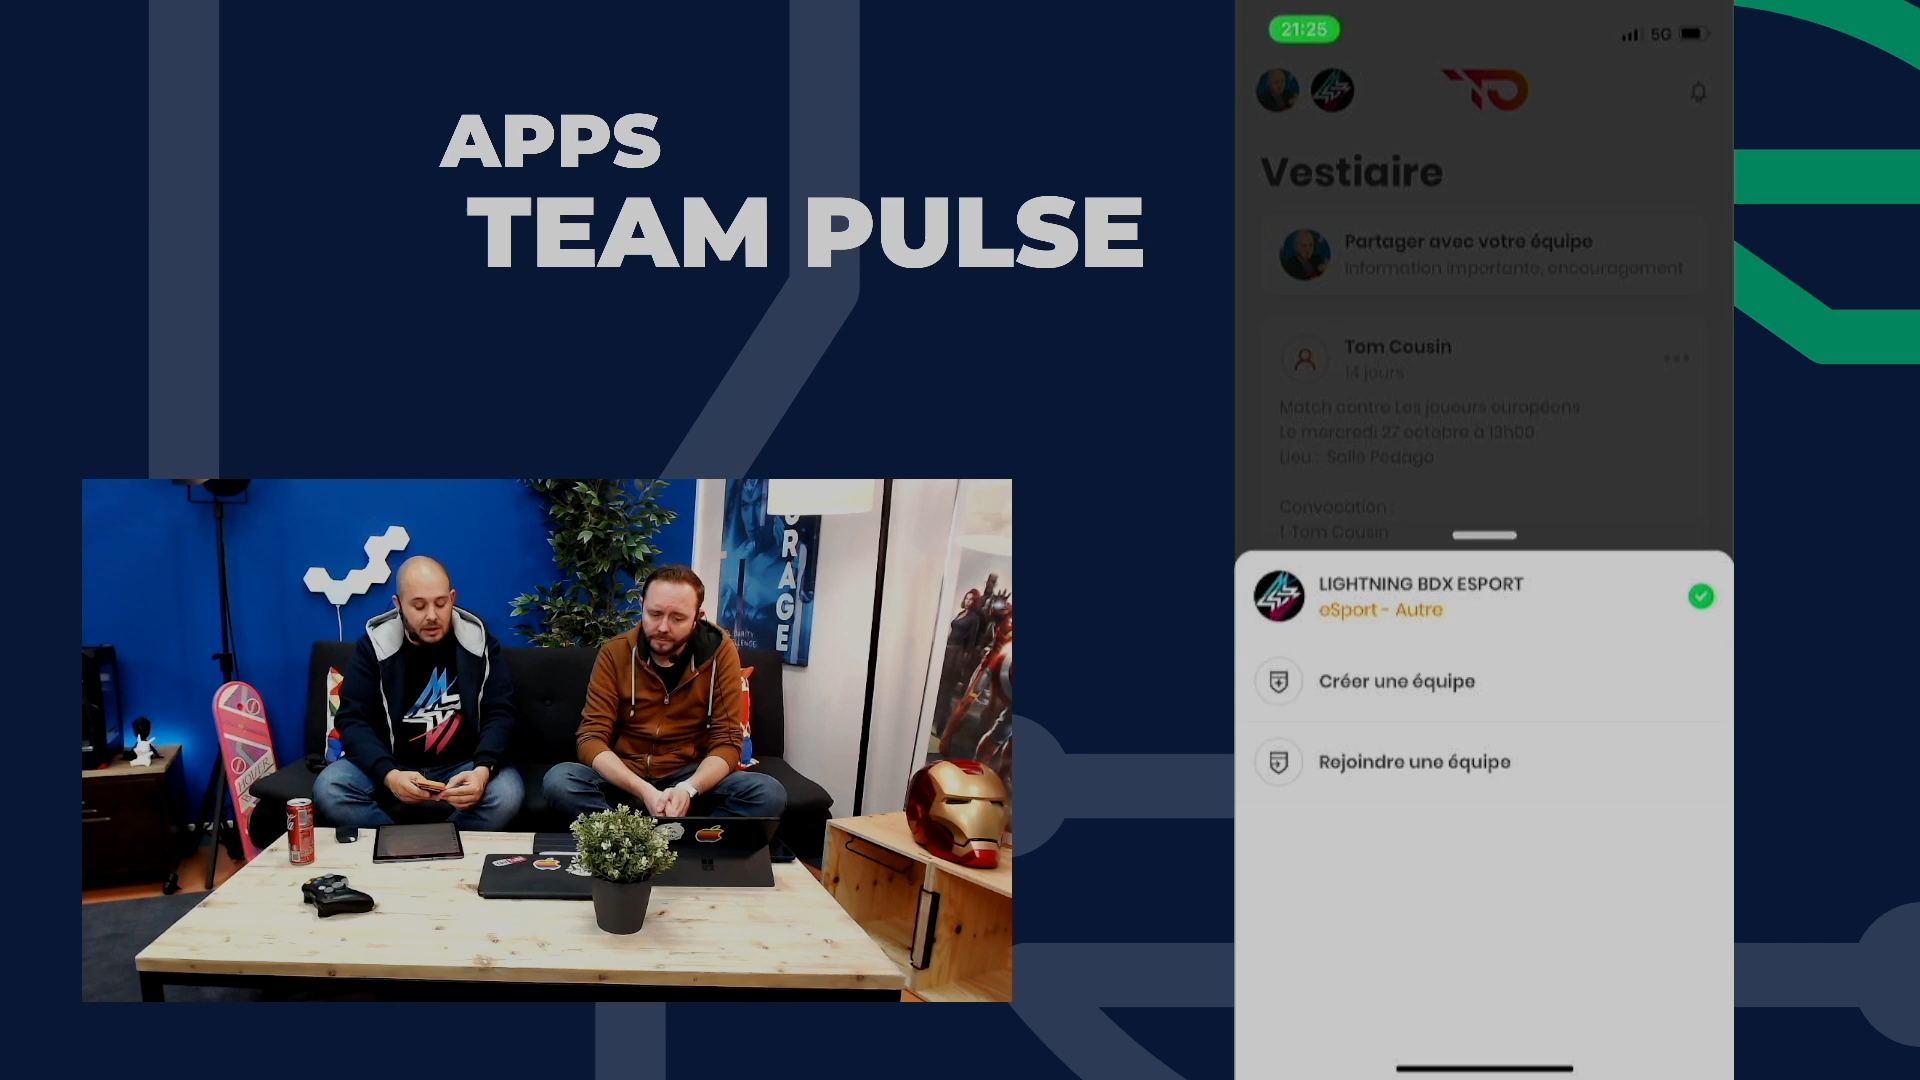 APPS
TEAM PULSE
21:25
5G
Vestiaire
Partager avec votre équipe
Information importante, encouragement
Tom Cousin
14 jours
Match contre Les joueurs européens
Le mercredi 27 octobre à 13h00
Lieu : Salle Pedago
Convocation :
1. Tom Cousin
LIGHTNING BDX ESPORT
eSport - Autre
Créer une équipe
Rejoindre une équipe
RAGE
HOVER